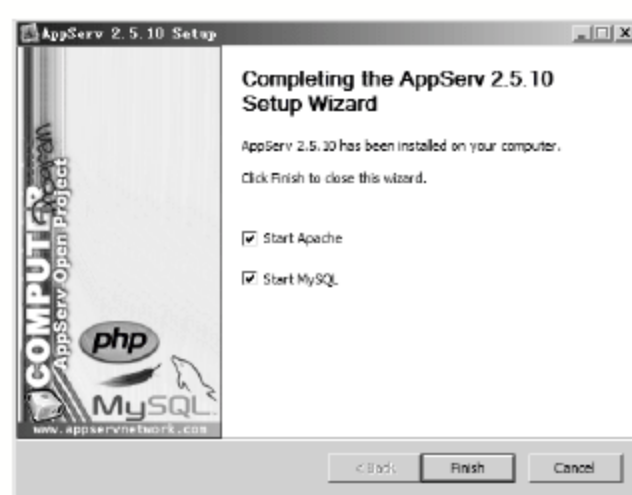 AppServ 2.5.10 Setup
Completing the AppServ 2.5.10
Setup Wizard
AppServ 2.5.10 has been installed on your computer.
Click Finish to close this wizard.
Start Apache
Start MySQL
COMPUTER
Program
AppServ Open Project
php
MySQL
www.appservnetwork.com
< Back
Finish
Cancel